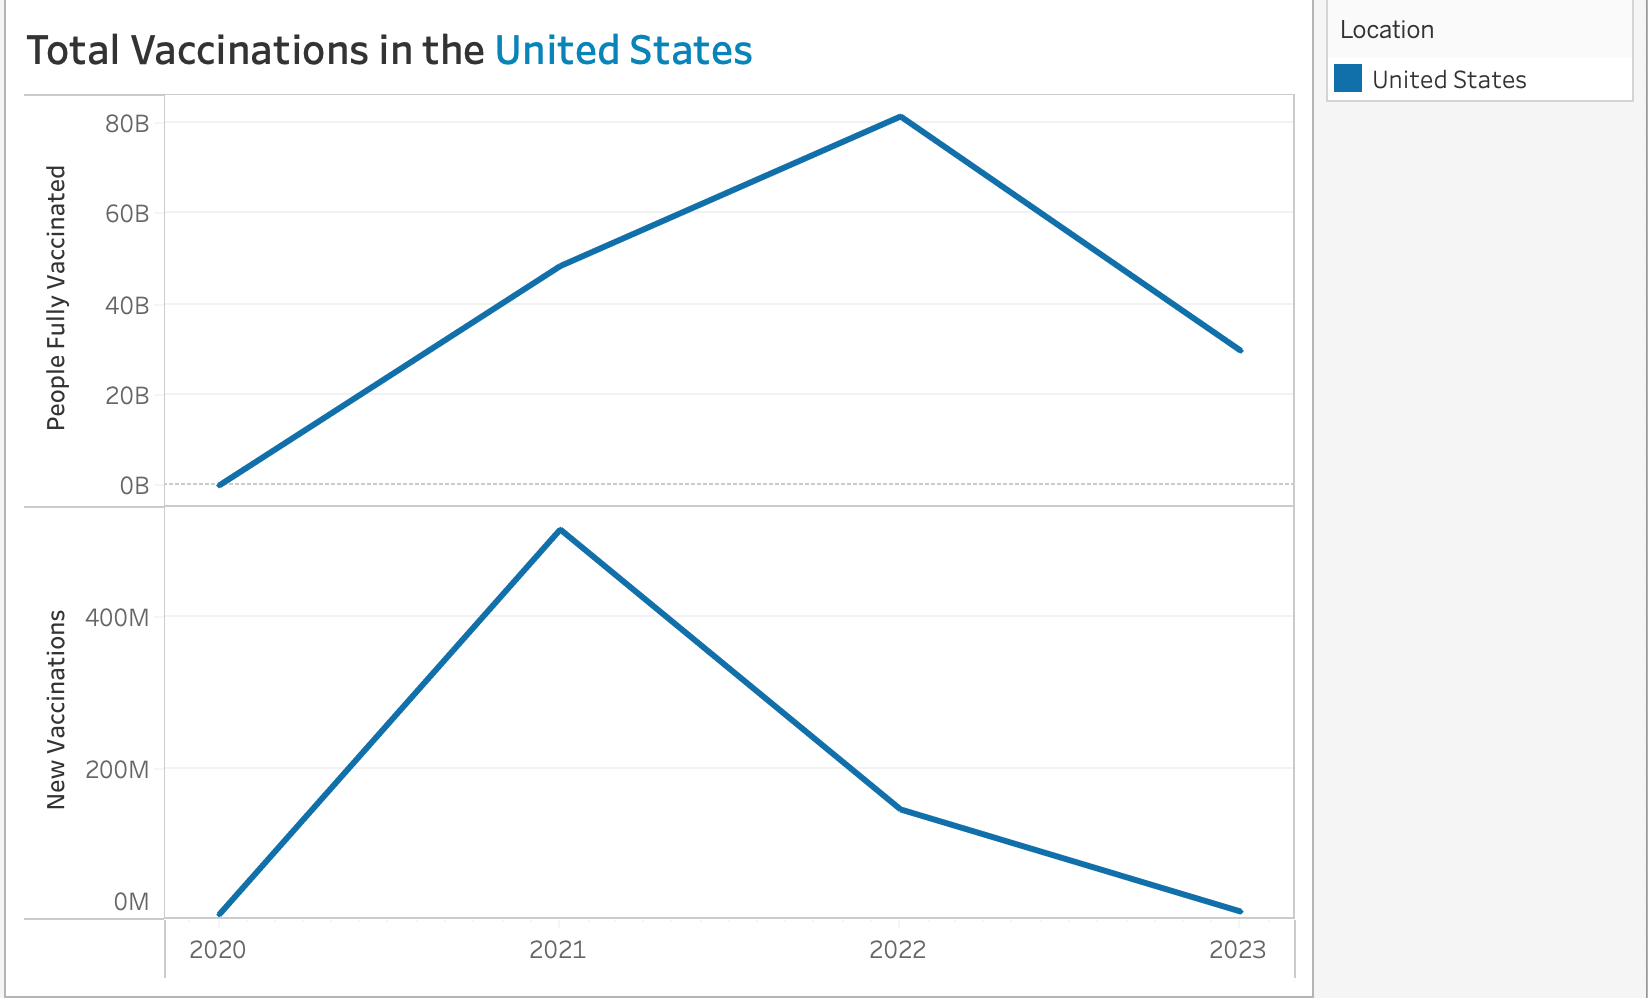 Total Vaccinations in the United States
Location
United States
People Fully Vaccinated
80B
60B
40B
20B
0B
New Vaccinations
400M
200M
0M
2020 2021 2022 2023